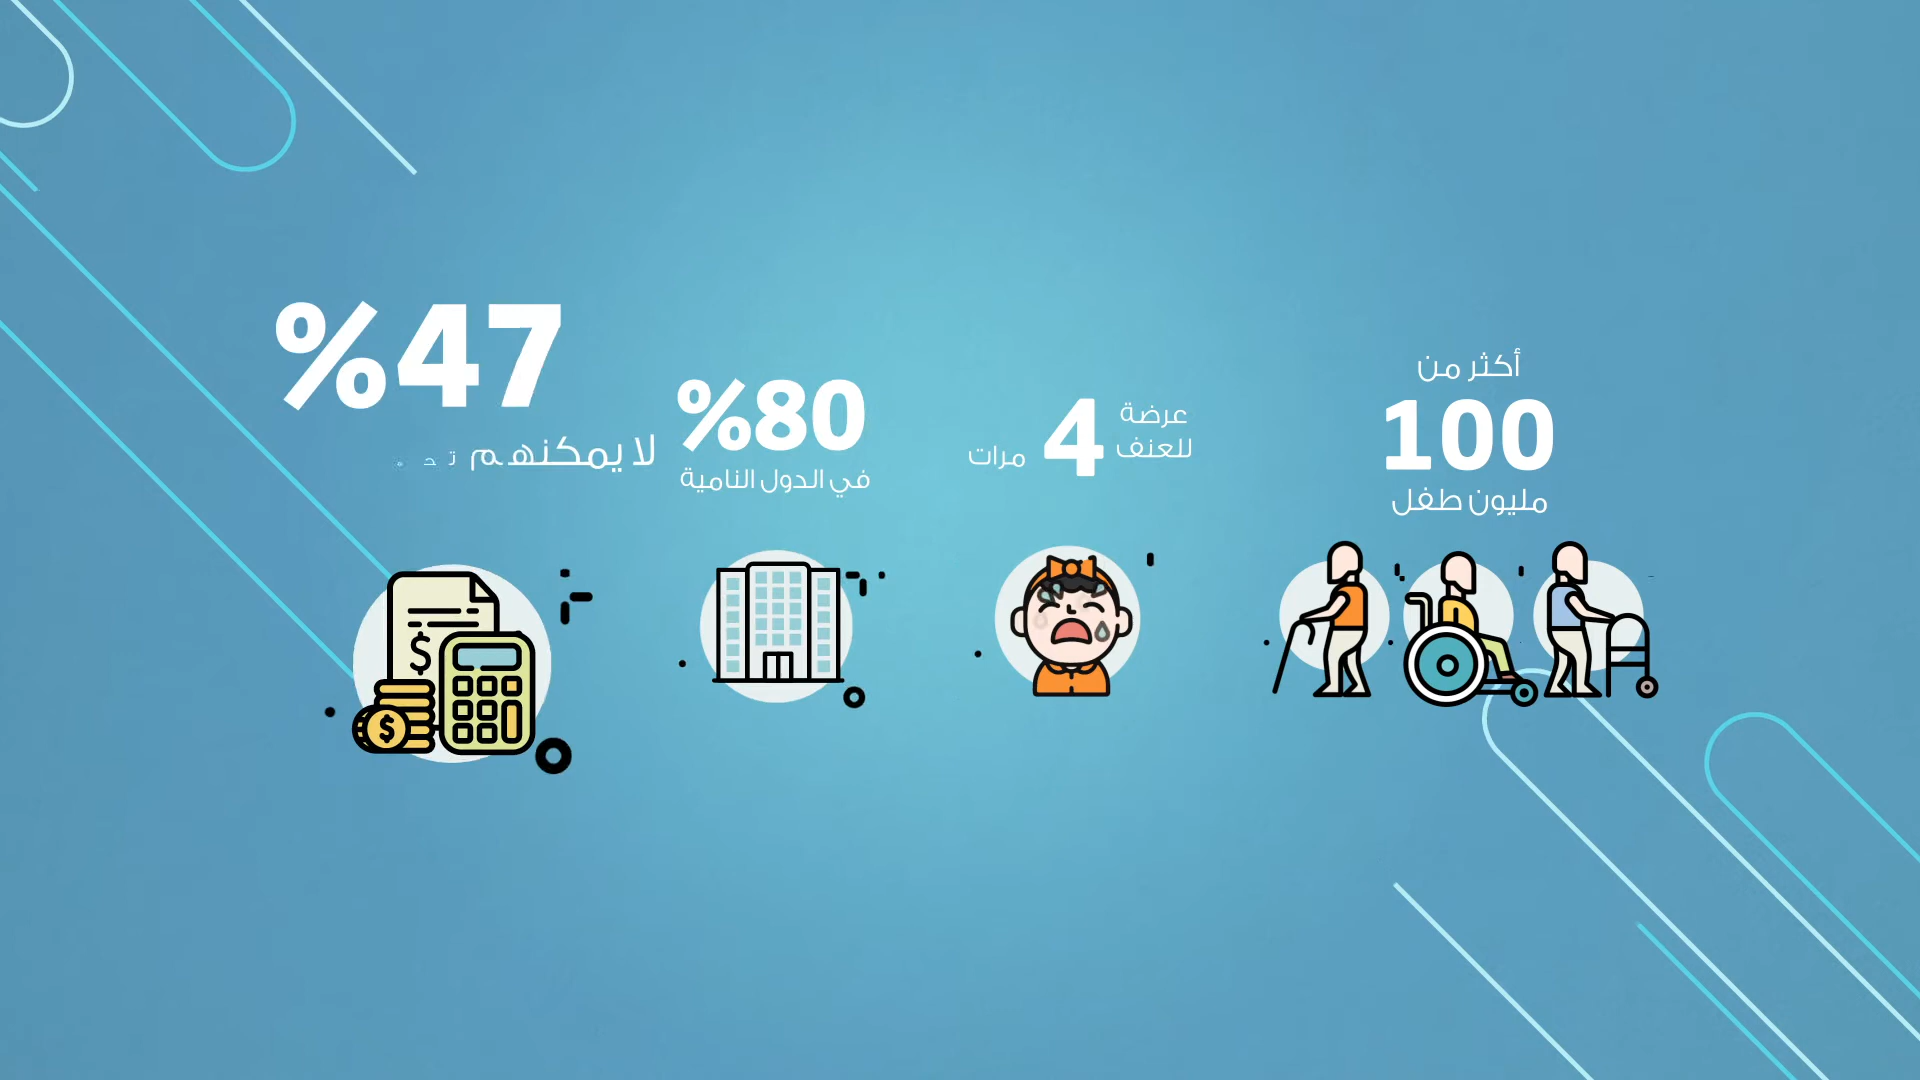 أكثر من
100
مليون طفل
عرضة
للعنف
4
مرات
%80
في الدول النامية
%47
لا يمكنهم